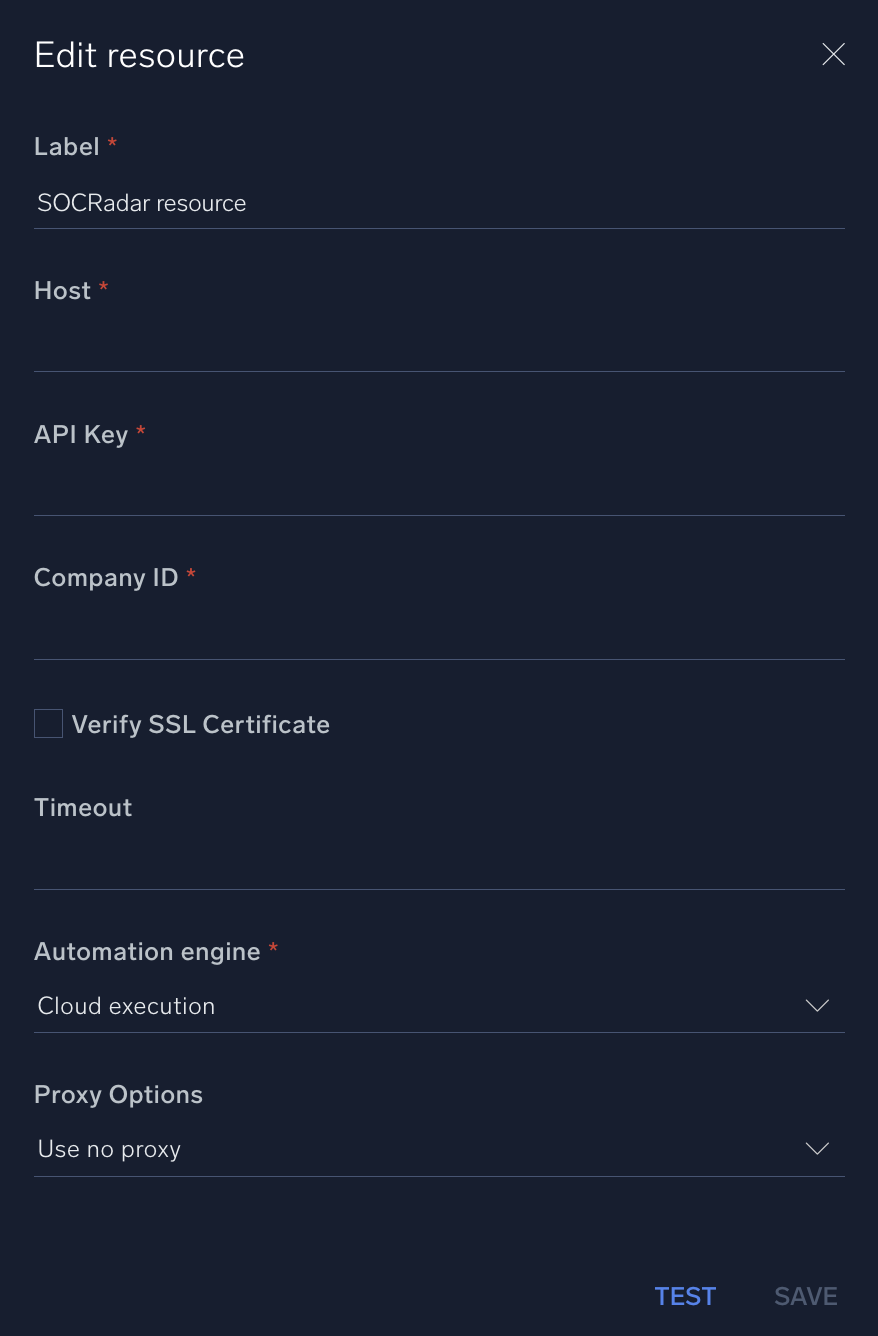 Edit resource
Label *
SOCRadar resource
Host *
API Key *
Company ID *
Verify SSL Certificate
Timeout
Automation engine *
Cloud execution
Proxy Options
Use no proxy
TEST SAVE